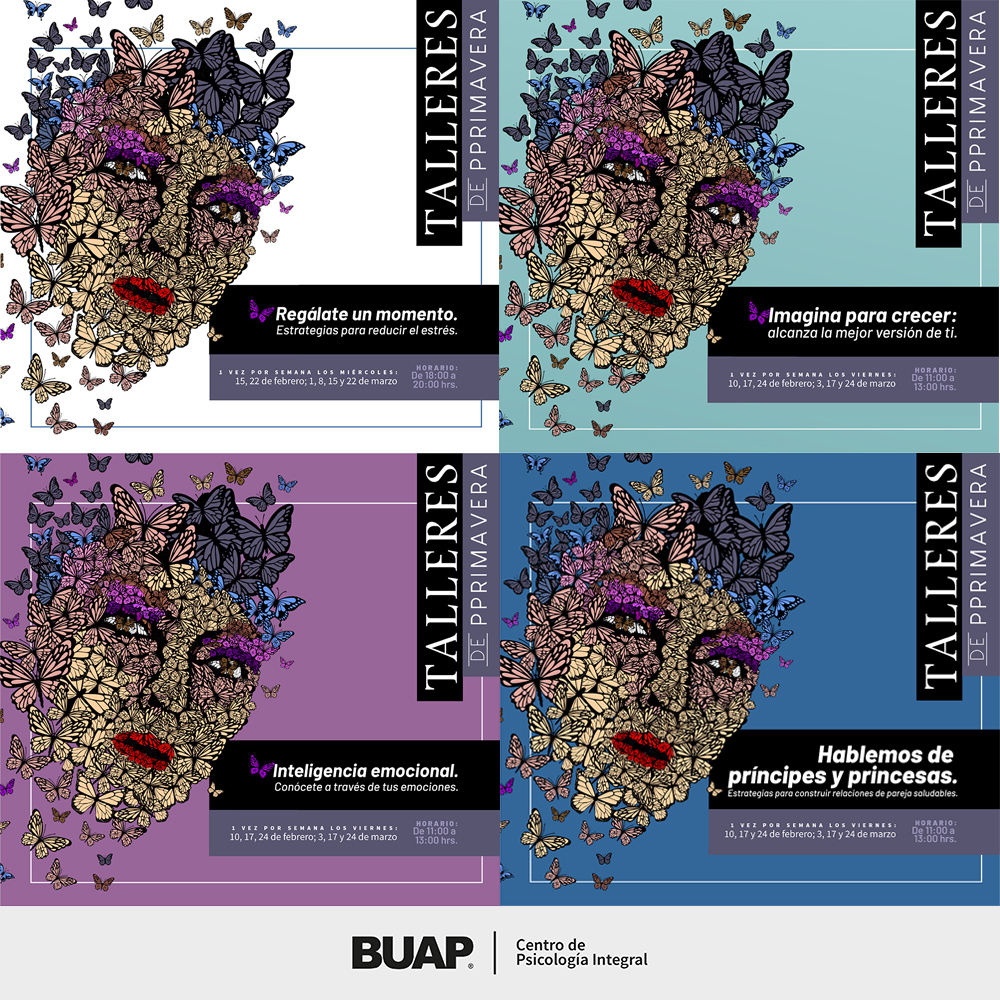 TALLERES
DE PPRIMAVERA
Regálate un momento.
Estrategias para reducir el estrés.
1 VEZ POR SEMANA LOS MIÉRCOLES:
15, 22 de febrero; 1, 8, 15 y 22 de marzo
HORARIO:
De 18:00 a
20:00 hrs.
TALLERES
DE PPRIMAVERA
Imagina para crecer:
alcanza la mejor versión de ti.
1 VEZ POR SEMANA LOS VIERNES:
10, 17, 24 de febrero; 3, 17 y 24 de marzo
HORARIO:
De 11:00 a
13:00 hrs.
TALLERES
DE PPRIMAVERA
Inteligencia emocional.
Conócete a través de tus emociones.
1 VEZ POR SEMANA LOS VIERNES:
10, 17, 24 de febrero; 3, 17 y 24 de marzo
HORARIO:
De 11:00 a
13:00 hrs.
TALLERES
DE PPRIMAVERA
Hablemos de
príncipes y princesas.
Estrategias para construir relaciones de pareja saludables.
1 VEZ POR SEMANA LOS VIERNES:
10, 17 y 24 de febrero; 3, 17 y 24 de marzo
HORARIO:
De 11:00 a
13:00 hrs.
BUAP®
Centro de
Psicología Integral